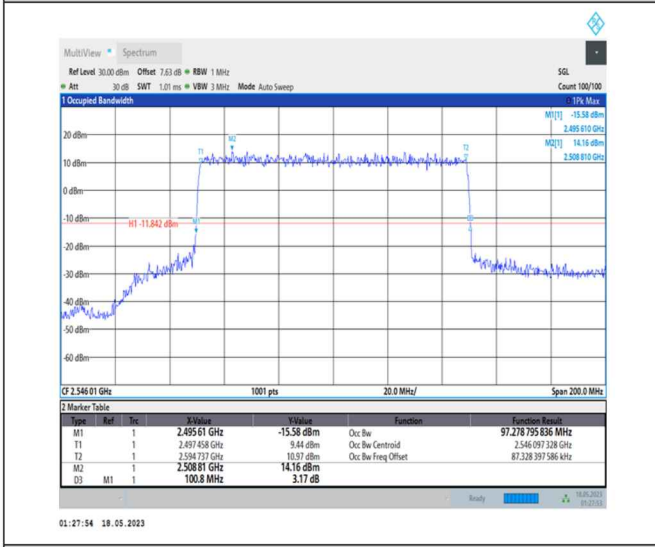 MultiView Spectrum
Ref Level 30.00 dBm Offset 7.63 dB RBW 1 MHz SGL
Att 30 dB SWT 1.01 ms VBW 3 MHz Mode Auto Sweep Count 100/100
1 Occupied Bandwidth 1Pk Max
M1[1] -15.58 dBm
2.495 610 GHz
M2[1] 14.16 dBm
2.508 810 GHz
20 dBm
M2
T1
T2
10 dBm
0 dBm
-10 dBm
H1 -11.842 dBm
M1
-20 dBm
-30 dBm
-40 dBm
-50 dBm
-60 dBm
CF 2.546 01 GHz 1001 pts 20.0 MHz/ Span 200.0 MHz
2 Marker Table
Type Ref Trc X-Value Y-Value Function Function Result
M1 1 2.495 61 GHz -15.58 dBm Occ Bw 97.278 795 836 MHz
T1 1 2.497 458 GHz 9.44 dBm Occ Bw Centroid 2.546 097 328 GHz
T2 1 2.594 737 GHz 10.97 dBm Occ Bw Freq Offset 87.328 397 586 kHz
M2 1 2.508 81 GHz 14.16 dBm
D3 M1 1 100.8 MHz 3.17 dB
Ready 18.05.2023
01:27:53
01:27:54 18.05.2023